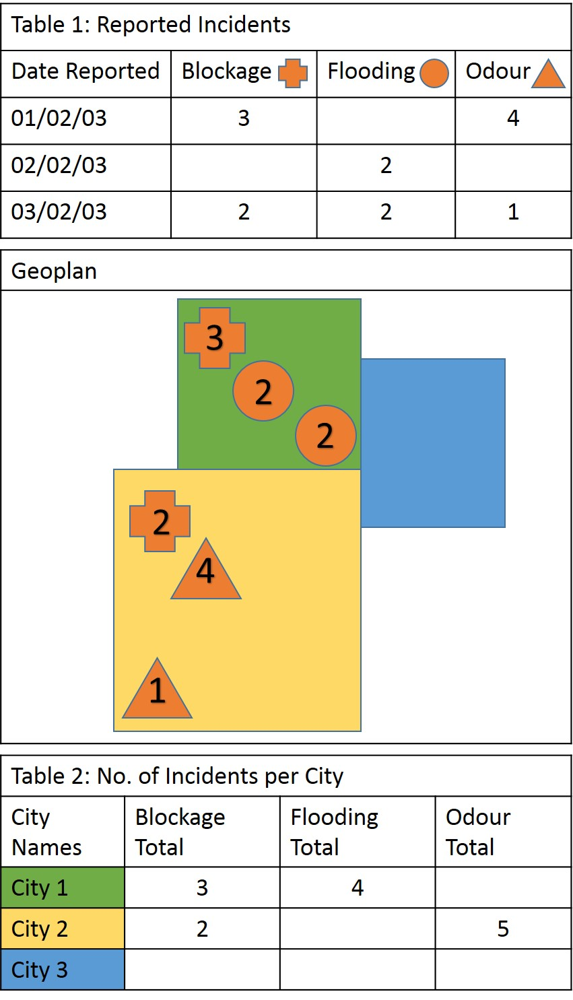 Table 1: Reported Incidents
Date Reported Blockage Flooding Odour
01/02/03 3 4
02/02/03 2
03/02/03 2 2 1
Geoplan
3
2
2
2
4
1
Table 2: No. of Incidents per City
City Names Blockage Total Flooding Total Odour Total
City 1 3 4
City 2 2 5
City 3